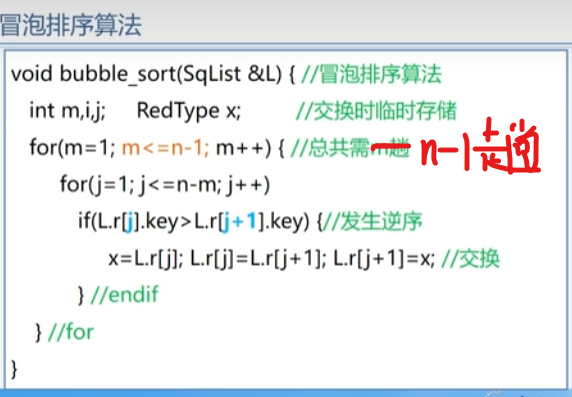 冒泡排序算法
void bubble_sort(SqList &L) { //冒泡排序算法
int m,i,j; RedType x; //交换时临时存储
for(m=1; m<=n-1; m++) { //总共需m趟 n-1趟
for(j=1; j<=n-m; j++)
if(L.r[j].key>L.r[j+1].key) {//发生逆序
x=L.r[j]; L.r[j]=L.r[j+1]; L.r[j+1]=x; //交换
} //endif
} //for
}